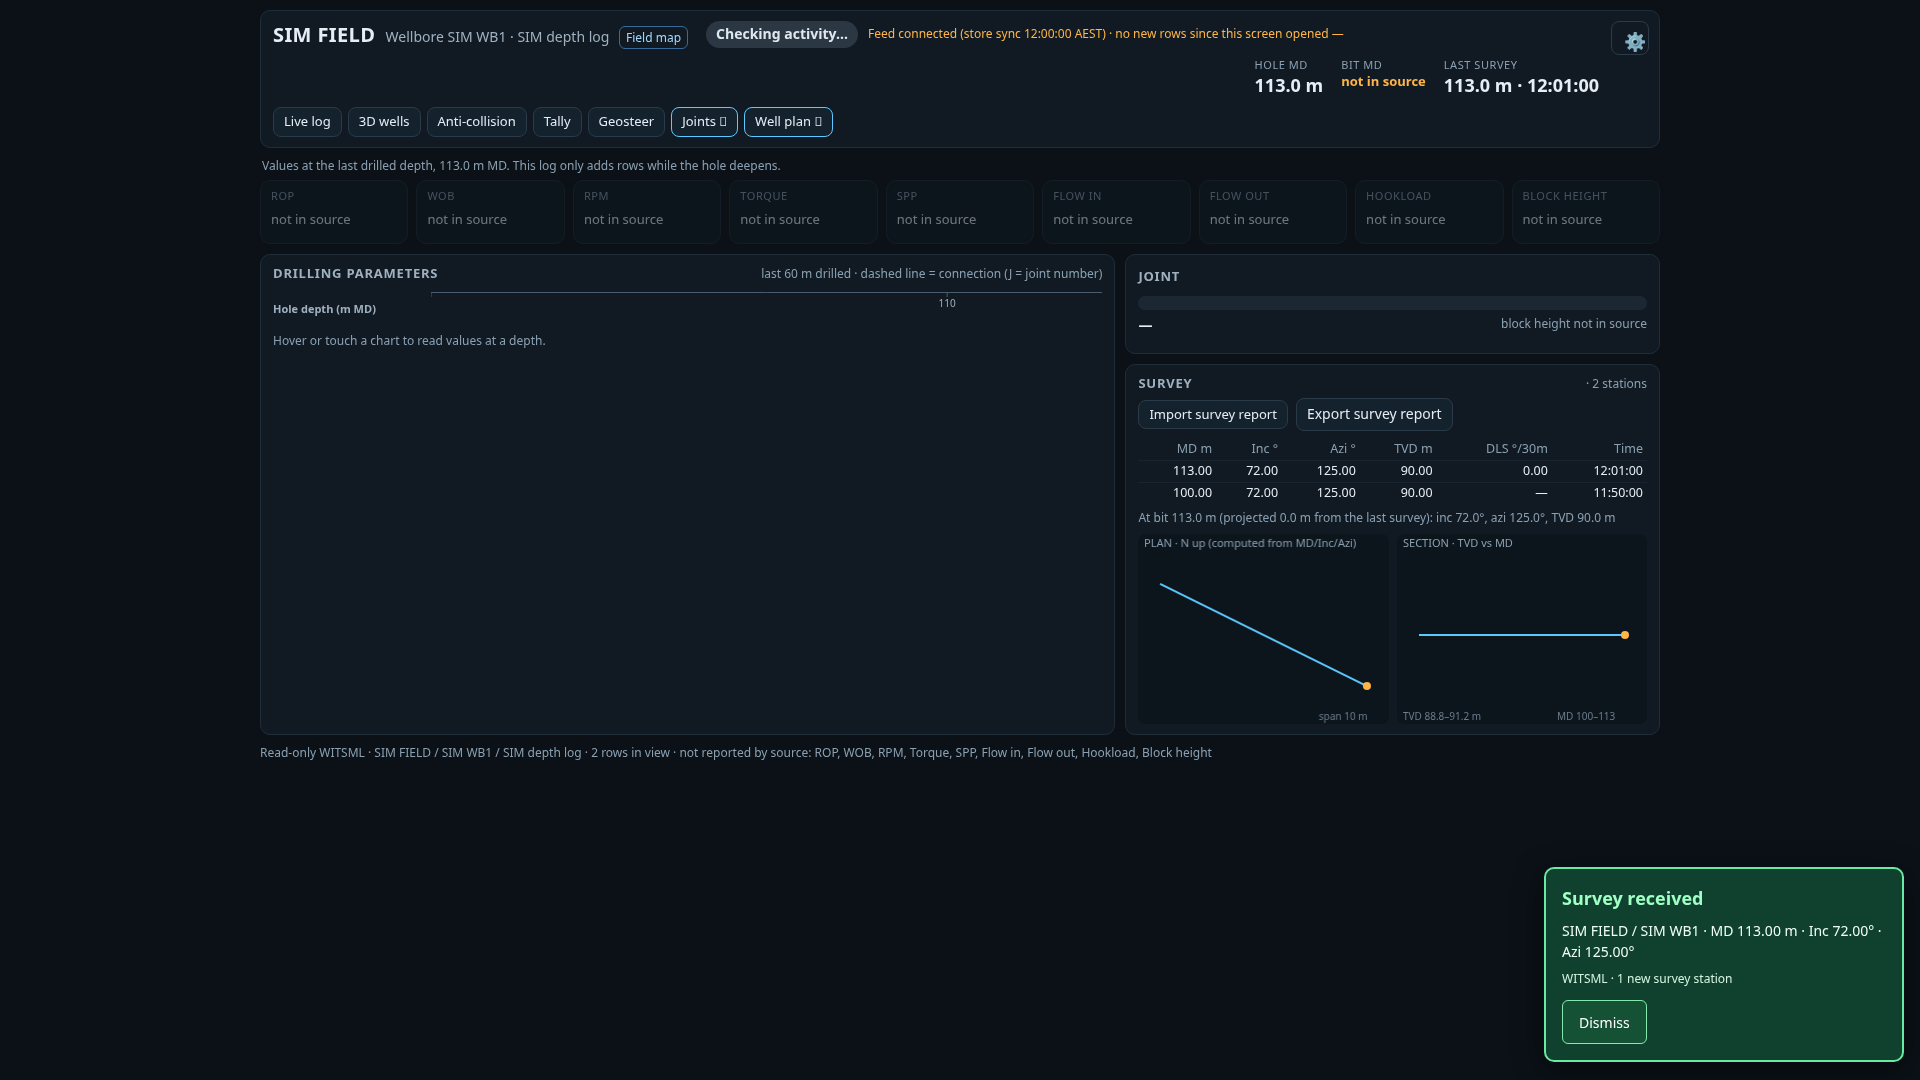 SIM FIELD Wellbore SIM WB1 · SIM depth log Field map Checking activity... Feed connected (store sync 12:00:00 AEST) · no new rows since this screen opened —
HOLE MD BIT MD LAST SURVEY
113.0 m not in source 113.0 m · 12:01:00
Live log 3D wells Anti-collision Tally Geosteer Joints Well plan
Values at the last drilled depth, 113.0 m MD. This log only adds rows while the hole deepens.
ROP WOB RPM TORQUE SPP FLOW IN FLOW OUT HOOKLOAD BLOCK HEIGHT
not in source not in source not in source not in source not in source not in source not in source not in source not in source
DRILLING PARAMETERS last 60 m drilled · dashed line = connection (J = joint number)
110
Hole depth (m MD)
Hover or touch a chart to read values at a depth.
JOINT
— block height not in source
SURVEY · 2 stations
Import survey report Export survey report
MD m Inc ° Azi ° TVD m DLS °/30m Time
113.00 72.00 125.00 90.00 0.00 12:01:00
100.00 72.00 125.00 90.00 — 11:50:00
At bit 113.0 m (projected 0.0 m from the last survey): inc 72.0°, azi 125.0°, TVD 90.0 m
PLAN · N up (computed from MD/Inc/Azi) SECTION · TVD vs MD
span 10 m TVD 88.8–91.2 m MD 100–113
Read-only WITSML · SIM FIELD / SIM WB1 / SIM depth log · 2 rows in view · not reported by source: ROP, WOB, RPM, Torque, SPP, Flow in, Flow out, Hookload, Block height
Survey received
SIM FIELD / SIM WB1 · MD 113.00 m · Inc 72.00° ·
Azi 125.00°
WITSML · 1 new survey station
Dismiss